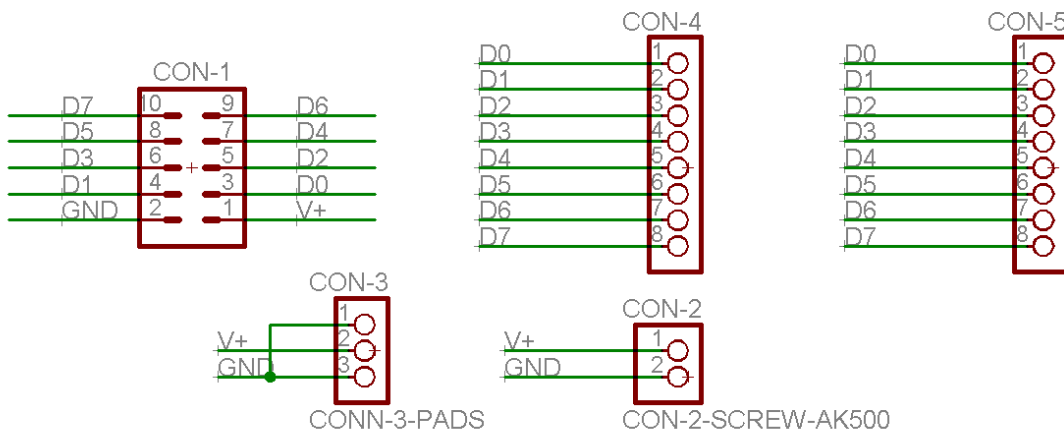 CON-4
CON-5
D0 1
D1 2
D2 3
D3 4
D4 5
D5 6
D6 7
D7 8
D0 1
D1 2
D2 3
D3 4
D4 5
D5 6
D6 7
D7 8
CON-1
D7 10 9 D6
D5 8 7 D4
D3 6 5 D2
D1 4 3 D0
GND 2 1 V+
CON-3
1
V+ 2
GND 3
CONN-3-PADS
CON-2
V+ 1
GND 2
CON-2-SCREW-AK500